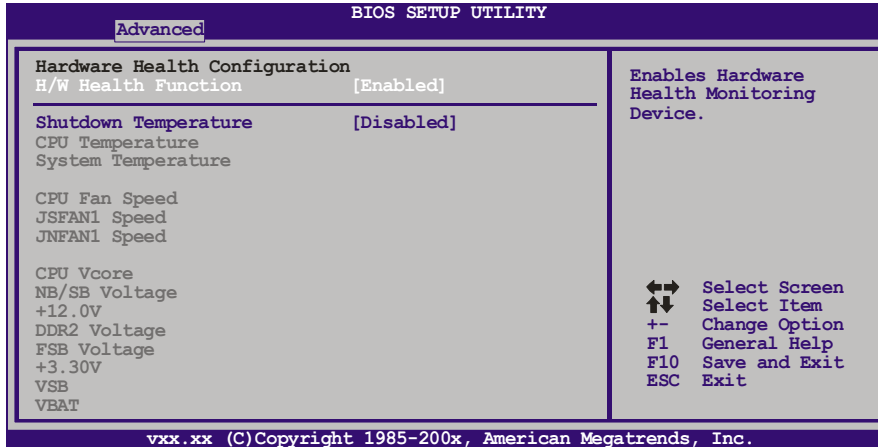 BIOS SETUP UTILITY
Advanced
Hardware Health Configuration
H/W Health Function [Enabled]
Shutdown Temperature [Disabled]
CPU Temperature
System Temperature
CPU Fan Speed
JSFAN1 Speed
JNFAN1 Speed
CPU Vcore
NB/SB Voltage
+12.0V
DDR2 Voltage
FSB Voltage
+3.30V
VSB
VBAT
Enables Hardware
Health Monitoring
Device.
Select Screen
Select Item
+- Change Option
F1 General Help
F10 Save and Exit
ESC Exit
vxx.xx (C)Copyright 1985-200x, American Megatrends, Inc.